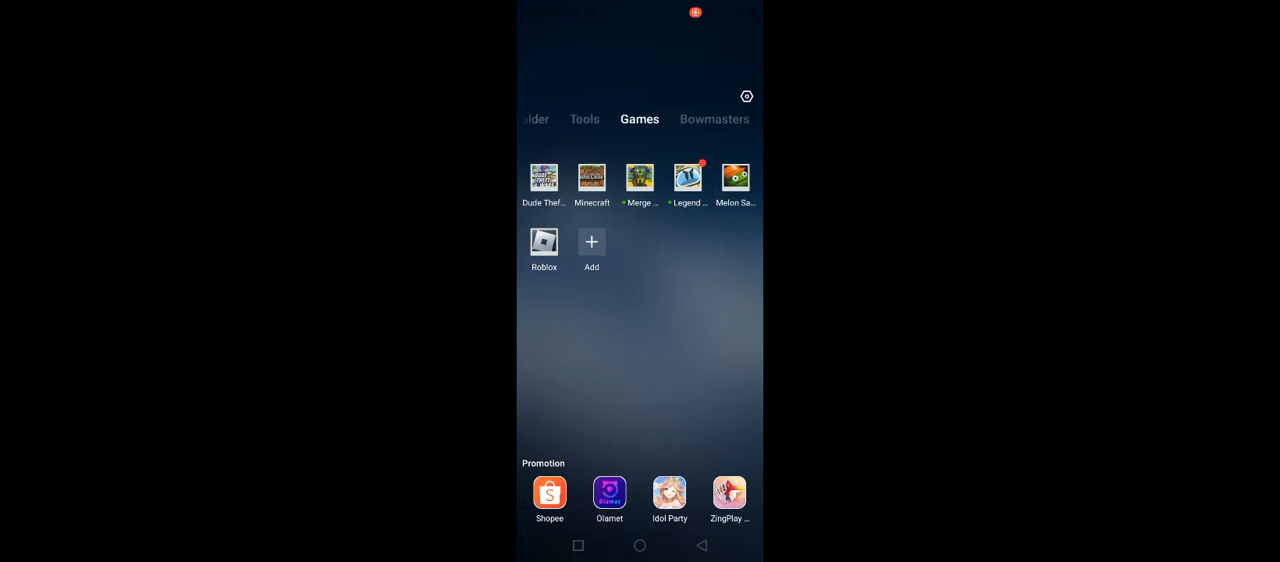 older Tools Games Bowmasters
Dude Thef... Minecraft Merge ... Legend ... Melon Sa...
Roblox Add
Promotion
S
Olamet
Shopee Olamet Idol Party ZingPlay ...